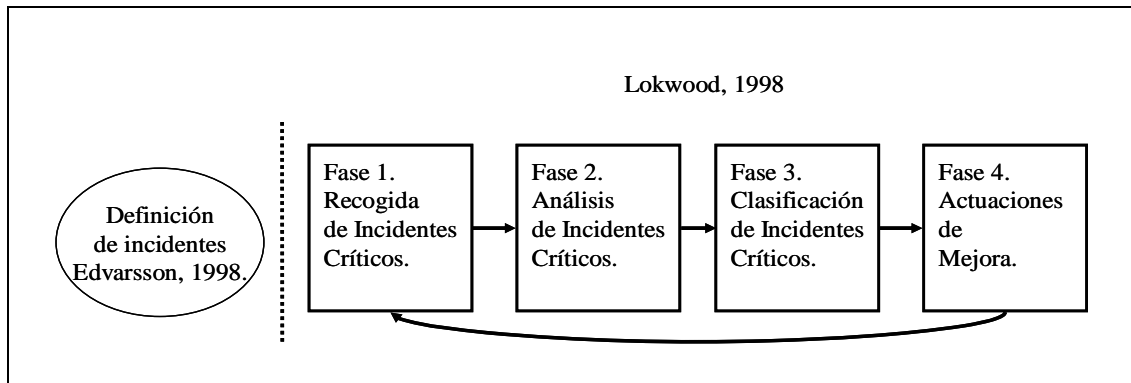 Lokwood, 1998
Definición
de incidentes
Edvarsson, 1998.
Fase 1.
Recogida
de Incidentes
Críticos.
Fase 2.
Análisis
de Incidentes
Críticos.
Fase 3.
Clasificación
de Incidentes
Críticos.
Fase 4.
Actuaciones
de
Mejora.